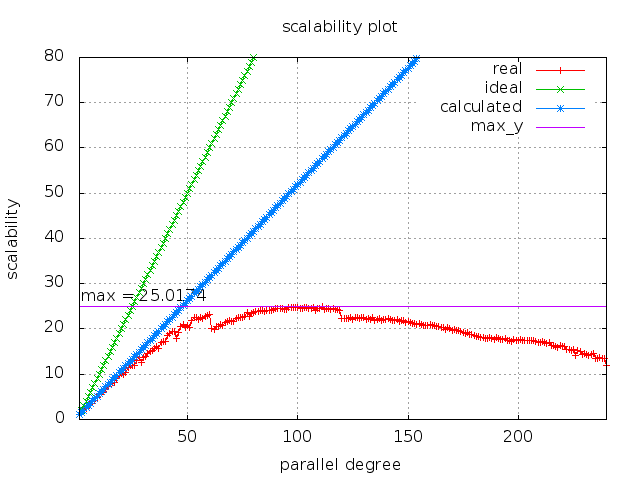 scalability plot
80
70
60
50
40
30
20
10
0
scalability
real
ideal
calculated
max_y
max = 25.0174
50
100
150
200
parallel degree